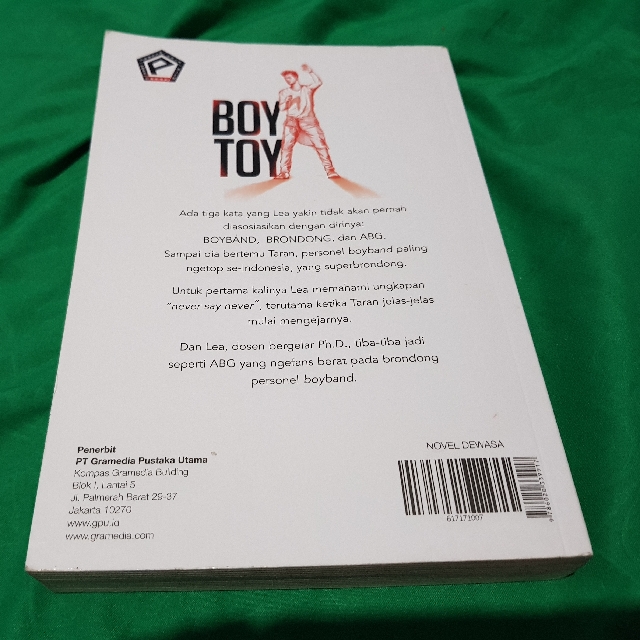 BOY
TOY
Ada tiga kata yang Lea yakin tidak akan pernah
diasosiasikan dengan dirinya:
BOYBAND, BRONDONG, dan ABG.
Sampai dia bertemu Taran, personel boyband paling
ngetop se-Indonesia, yang superbrondong.
Untuk pertama kalinya Lea memahami ungkapan
"never say never", terutama ketika Taran jelas-jelas
mulai mengejarnya.
Dan Lea, dosen bergelar Ph.D., tiba-tiba jadi
seperti ABG yang ngefans berat pada brondong
personel boyband.
Penerbit
PT Gramedia Pustaka Utama
Kompas Gramedia Building
Blok I, Lantai 5
Jl. Palmerah Barat 29-37
Jakarta 10270
www.gpu.id
www.gramedia.com
NOVEL DEWASA
617171007